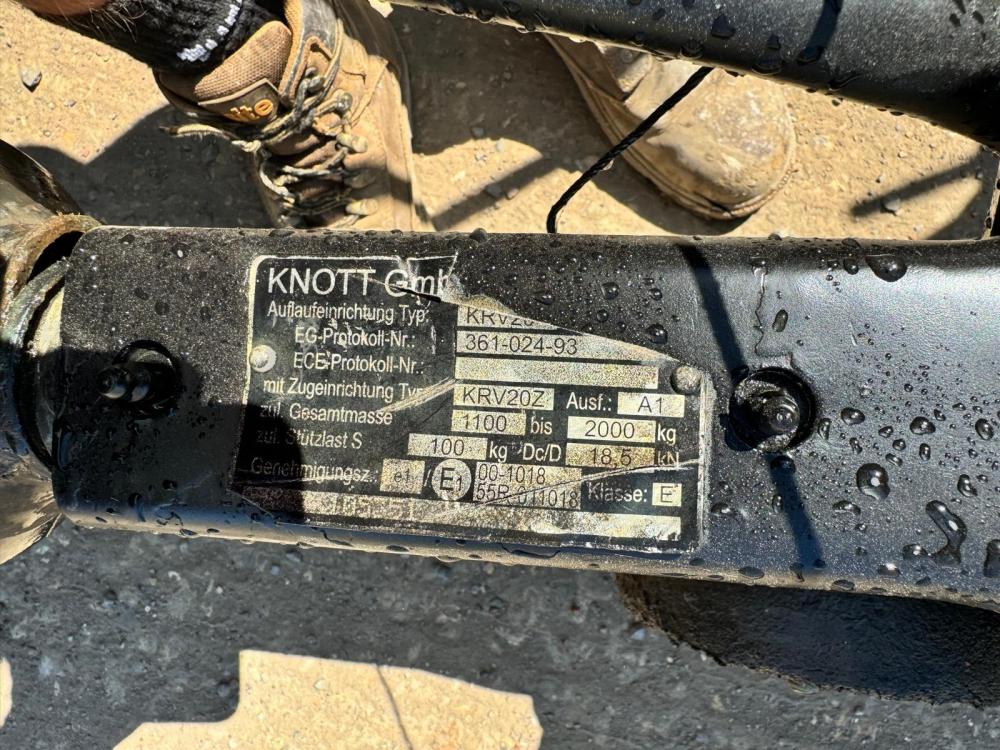 KNOTT Gmb
Auflaufeinrichtung Typ: KRV20
EG-Protokoll-Nr.: 361-024-93
ECE-Protokoll-Nr.:
mit Zugeinrichtung Typ KRV20Z Ausf.: A1
zul. Gesamtmasse 1100 bis 2000 kg
zul. Stützlast S 100 kg Dc/D 18,5 kN
Genehmigungsz. e1 / E1 00-1018 Klasse: E
55R-011018